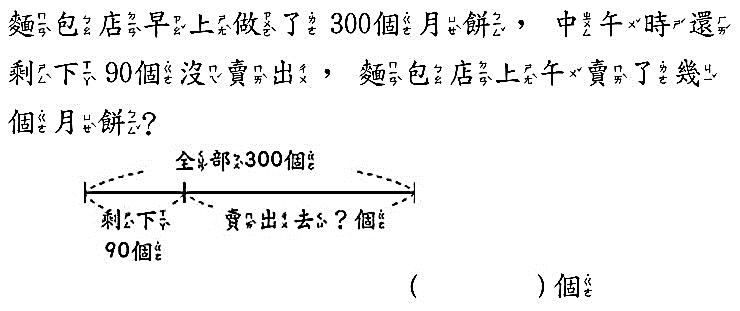 麵包店早上做了 300個月餅，中午時還
剩下 90個沒賣出，麵包店上午賣了幾
個月餅？
全部300個
剩下 賣出去？個
90個
(　　　)個